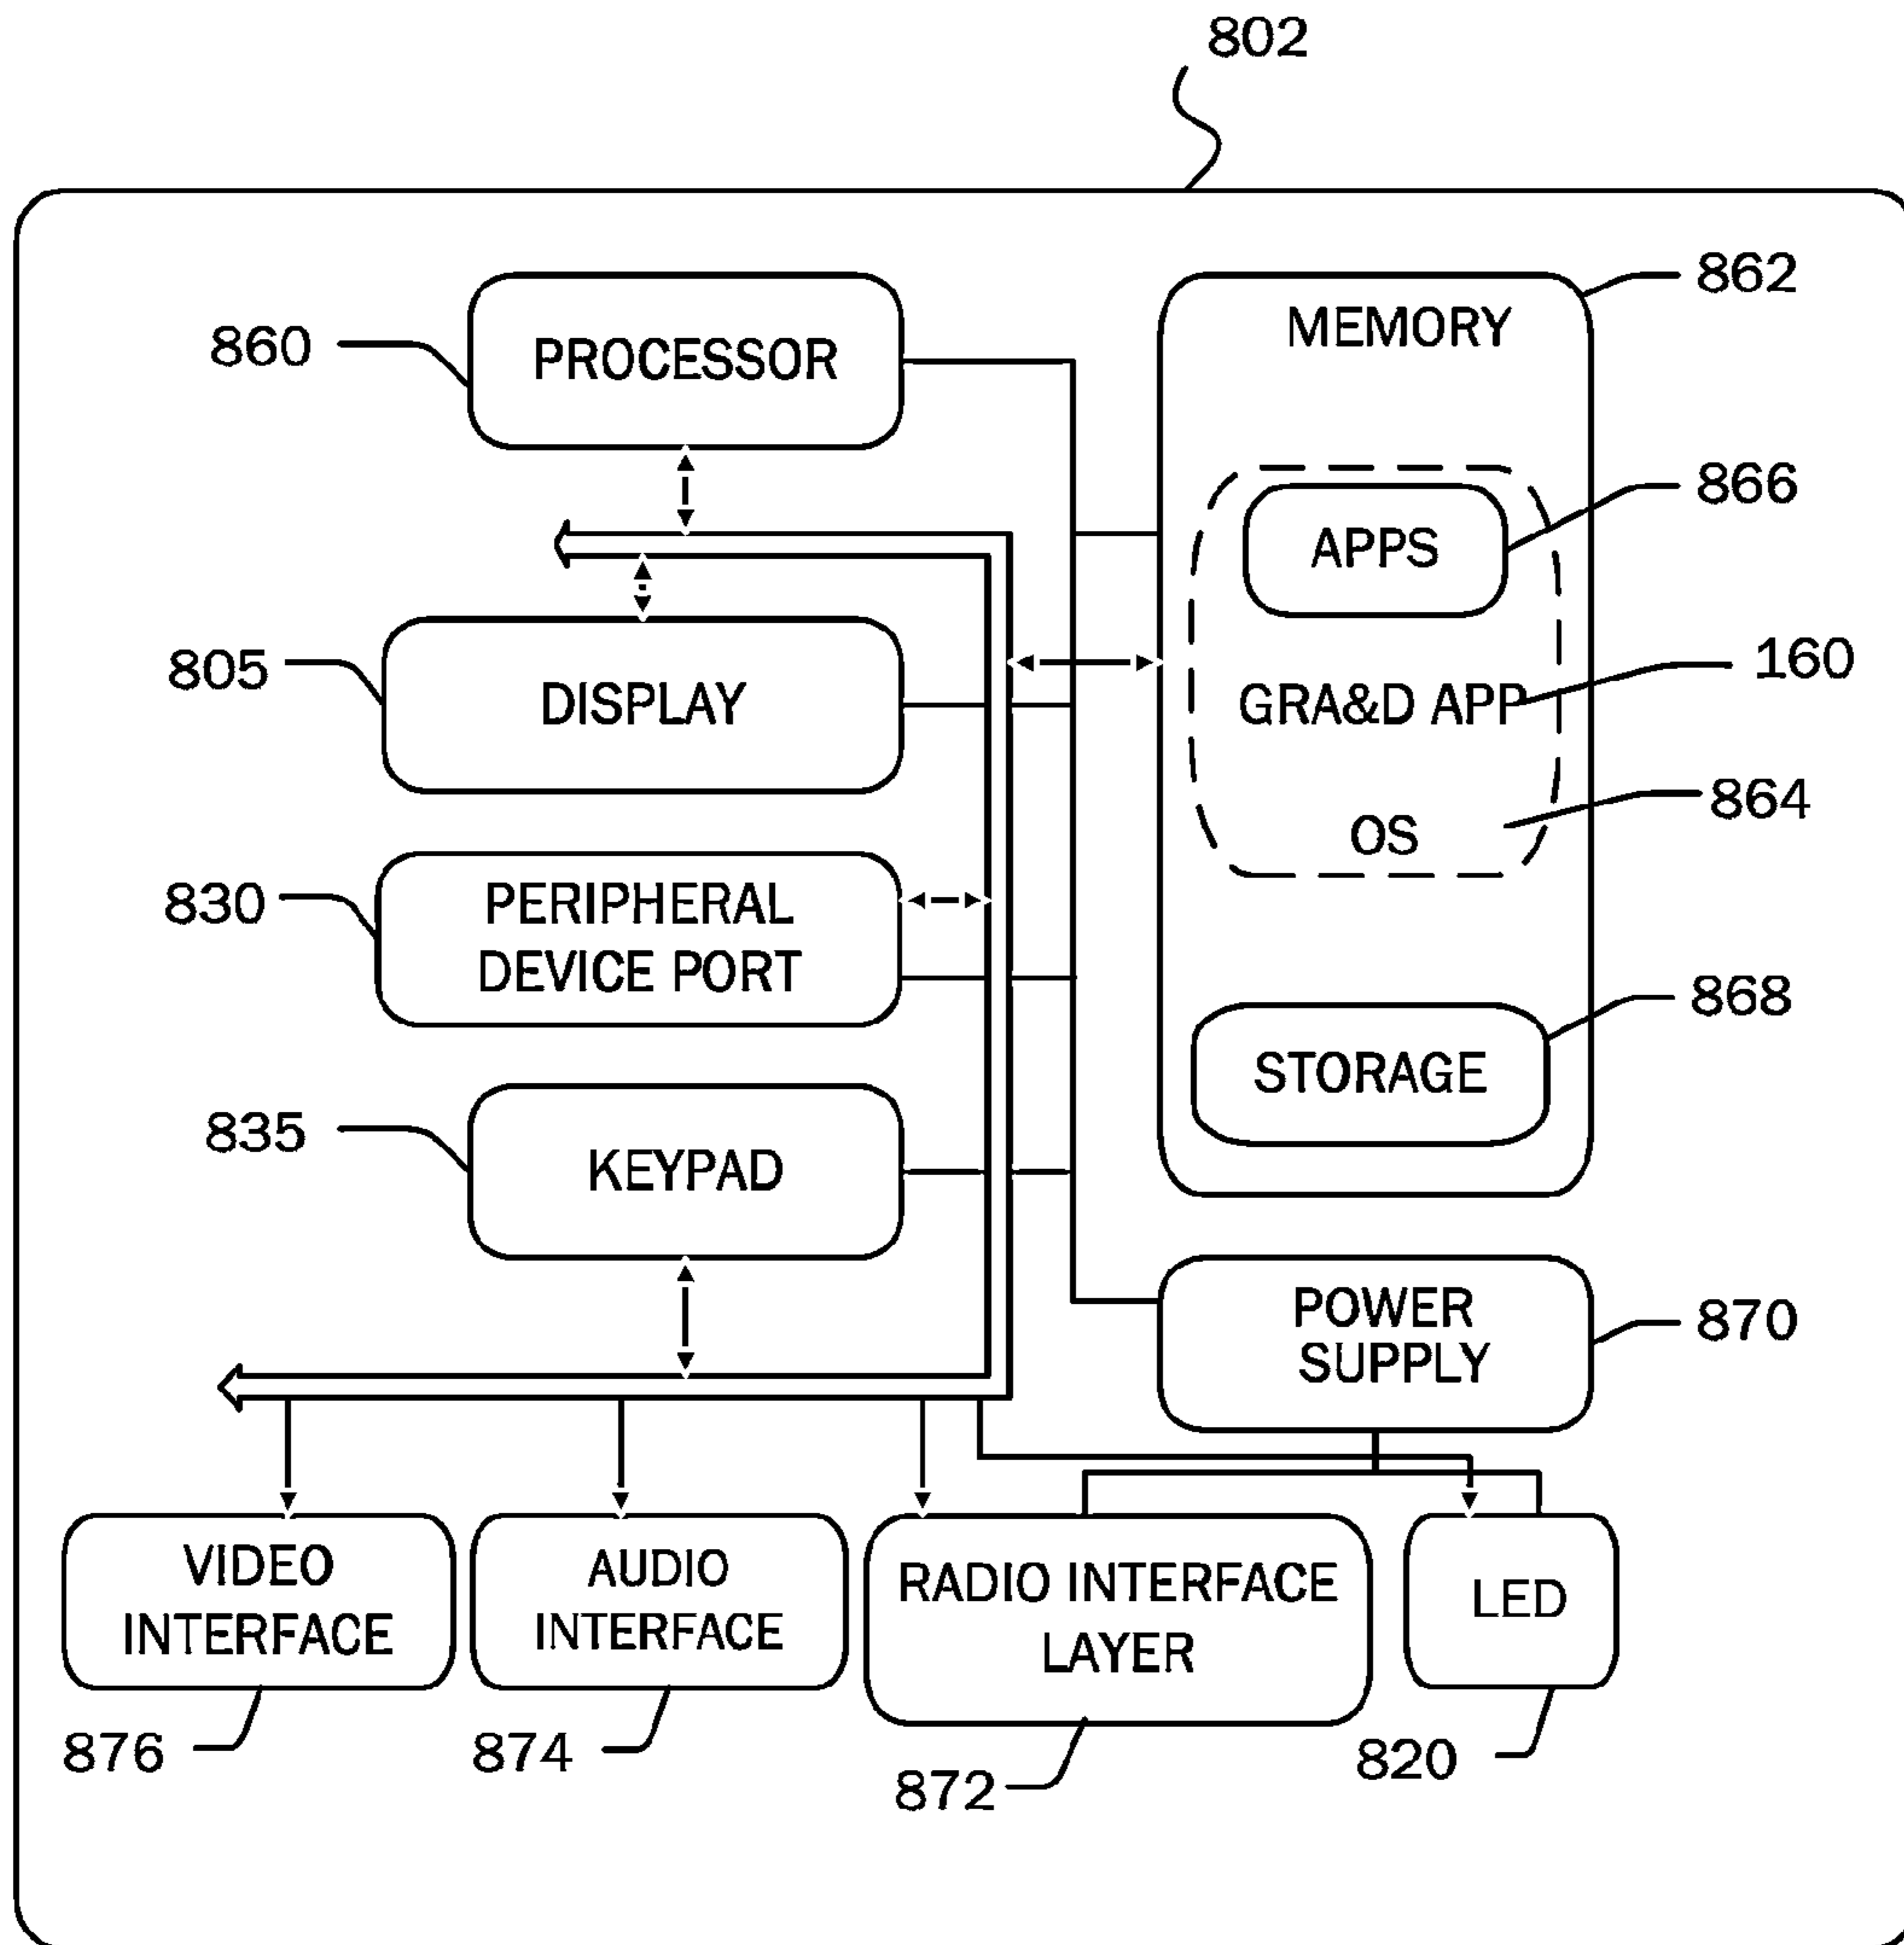 802
862
MEMORY
860
PROCESSOR
866
APPS
160
GRA&D APP
805
DISPLAY
864
OS
830
PERIPHERAL
DEVICE PORT
868
STORAGE
835
KEYPAD
870
POWER
SUPPLY
VIDEO
INTERFACE
AUDIO
INTERFACE
RADIO INTERFACE
LAYER
LED
876
874
872
820